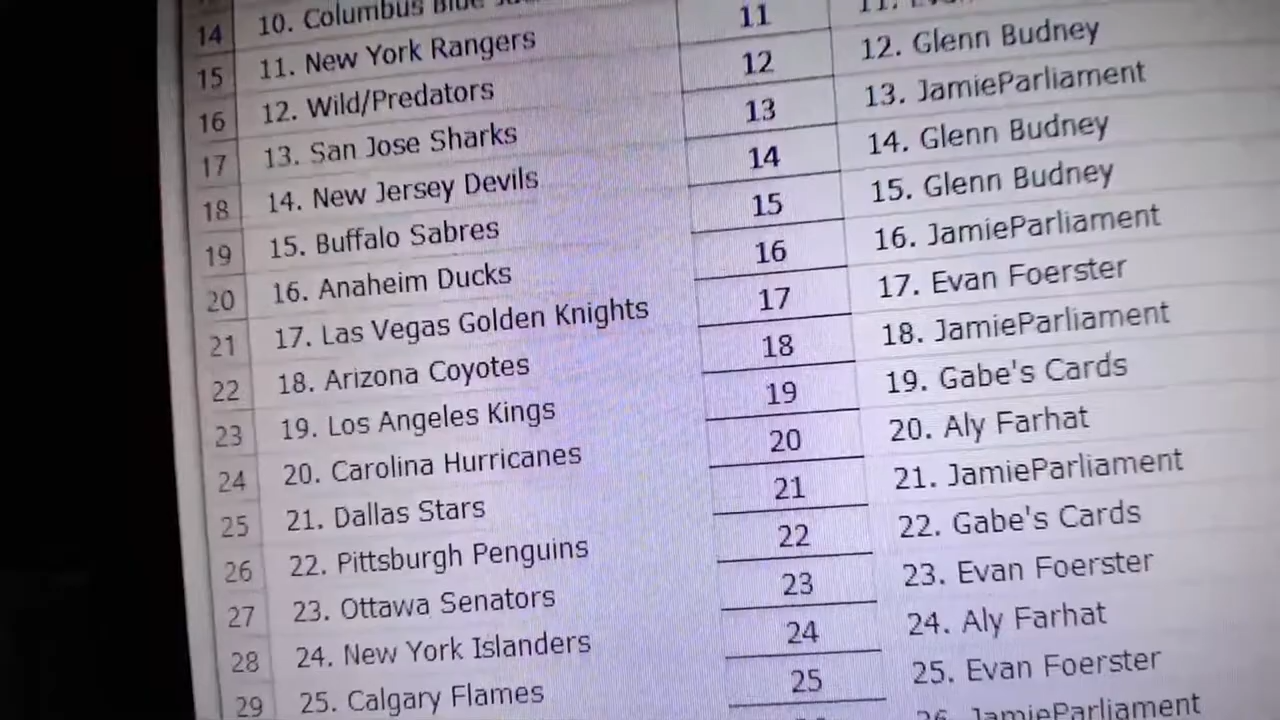 14 10. Columbus Blue 11
15 11. New York Rangers 12 12. Glenn Budney
16 12. Wild/Predators 13 13. JamieParliament
17 13. San Jose Sharks 14 14. Glenn Budney
18 14. New Jersey Devils 15 15. Glenn Budney
19 15. Buffalo Sabres 16 16. JamieParliament
20 16. Anaheim Ducks 17 17. Evan Foerster
21 17. Las Vegas Golden Knights 18 18. JamieParliament
22 18. Arizona Coyotes 19 19. Gabe's Cards
23 19. Los Angeles Kings 20 20. Aly Farhat
24 20. Carolina Hurricanes 21 21. JamieParliament
25 21. Dallas Stars 22 22. Gabe's Cards
26 22. Pittsburgh Penguins 23 23. Evan Foerster
27 23. Ottawa Senators 24 24. Aly Farhat
28 24. New York Islanders 25 25. Evan Foerster
29 25. Calgary Flames 26. JamieParliament